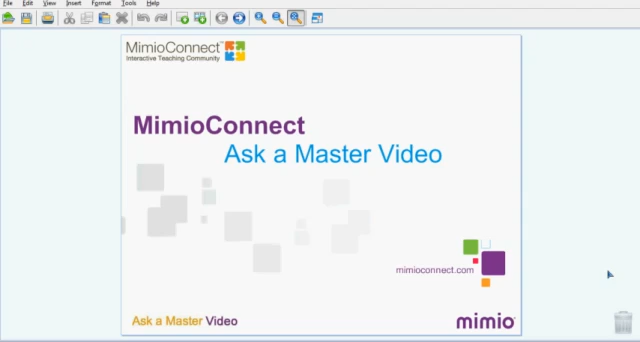 File Edit View Insert Format Tools Help
MimioConnect™
Interactive Teaching Community
MimioConnect
Ask a Master Video
mimioconnect.com
Ask a Master Video
mimio